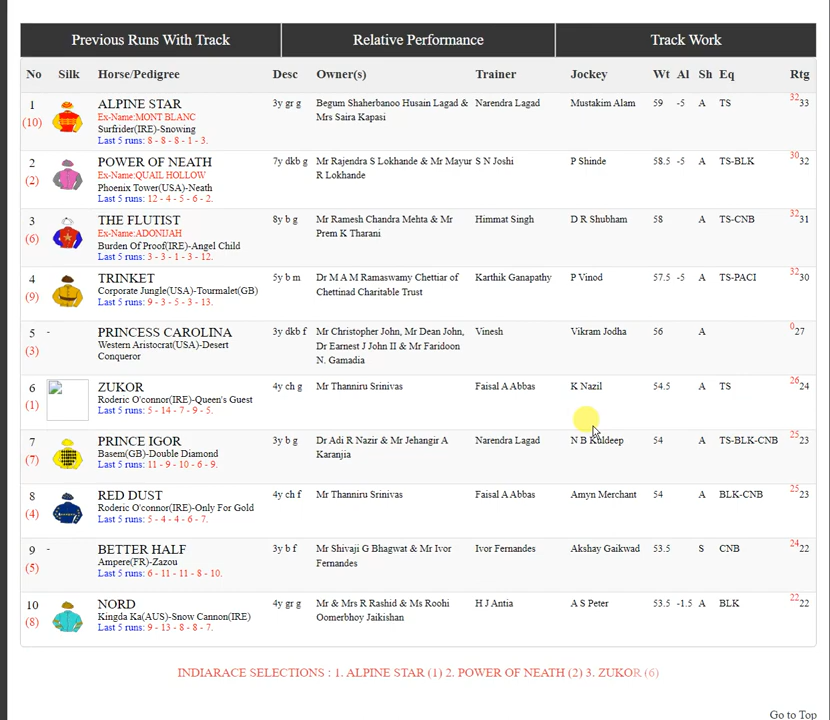 Previous Runs With Track Relative Performance Track Work
No Silk Horse/Pedigree Desc Owner(s) Trainer Jockey Wt Al Sh Eq Rtg
1 ALPINE STAR 3y gr g Begum Shaherbanoo Husain Lagad & Narendra Lagad Mustakim Alam 59 -5 A TS 32 33
(10) Ex-Name:MONT BLANC Mrs Saira Kapasi
Surfrider(IRE)-Snowing
Last 5 runs: 8 - 8 - 8 - 1 - 3.
2 POWER OF NEATH 7y dkb g Mr Rajendra S Lokhande & Mr Mayur S N Joshi P Shinde 58.5 -5 A TS-BLK 30 32
(2) Ex-Name:QUAIL HOLLOW R Lokhande
Phoenix Tower(USA)-Neath
Last 5 runs: 12 - 4 - 5 - 6 - 2.
3 THE FLUTIST 8y b g Mr Ramesh Chandra Mehta & Mr Himmat Singh D R Shubham 58 A TS-CNB 32 31
(6) Ex-Name:ADONIJAH Prem K Tharani
Burden Of Proof(IRE)-Angel Child
Last 5 runs: 3 - 3 - 1 - 3 - 12.
4 TRINKET 5y b m Dr M A M Ramaswamy Chettiar of Karthik Ganapathy P Vinod 57.5 -5 A TS-PACI 32 30
(9) Corporate Jungle(USA)-Tourmalet(GB) Chettinad Charitable Trust
Last 5 runs: 9 - 3 - 5 - 3 - 13.
5 - PRINCESS CAROLINA 3y dkb f Mr Christopher John, Mr Dean John, Vinesh Vikram Jodha 56 A 0 27
(3) Western Aristocrat(USA)-Desert Dr Earnest J John II & Mr Faridoon
Conqueror N. Gamadia
6 ZUKOR 4y ch g Mr Thanniru Srinivas Faisal A Abbas K Nazil 54.5 A TS 26 24
(1) Roderic O'connor(IRE)-Queen's Guest
Last 5 runs: 5 - 14 - 7 - 9 - 5.
7 PRINCE IGOR 3y b g Dr Adi R Nazir & Mr Jehangir A Narendra Lagad N B Kuldeep 54 A TS-BLK-CNB 25 23
(7) Basem(GB)-Double Diamond Karanjia
Last 5 runs: 11 - 9 - 10 - 6 - 9.
8 RED DUST 4y ch f Mr Thanniru Srinivas Faisal A Abbas Amyn Merchant 54 A BLK-CNB 25 23
(4) Roderic O'connor(IRE)-Only For Gold
Last 5 runs: 5 - 4 - 4 - 6 - 7.
9 - BETTER HALF 3y b f Mr Shivaji G Bhagwat & Mr Ivor Ivor Fernandes Akshay Gaikwad 53.5 S CNB 24 22
(5) Ampere(FR)-Zazou Fernandes
Last 5 runs: 6 - 11 - 11 - 8 - 10.
10 NORD 4y gr g Mr & Mrs R Rashid & Ms Roohi H J Antia A S Peter 53.5 -1.5 A BLK 22 22
(8) Kingda Ka(AUS)-Snow Cannon(IRE) Oomerbhoy Jaikishan
Last 5 runs: 9 - 13 - 8 - 8 - 7.
INDIARACE SELECTIONS : 1. ALPINE STAR (1) 2. POWER OF NEATH (2) 3. ZUKOR (6)
Go to Top